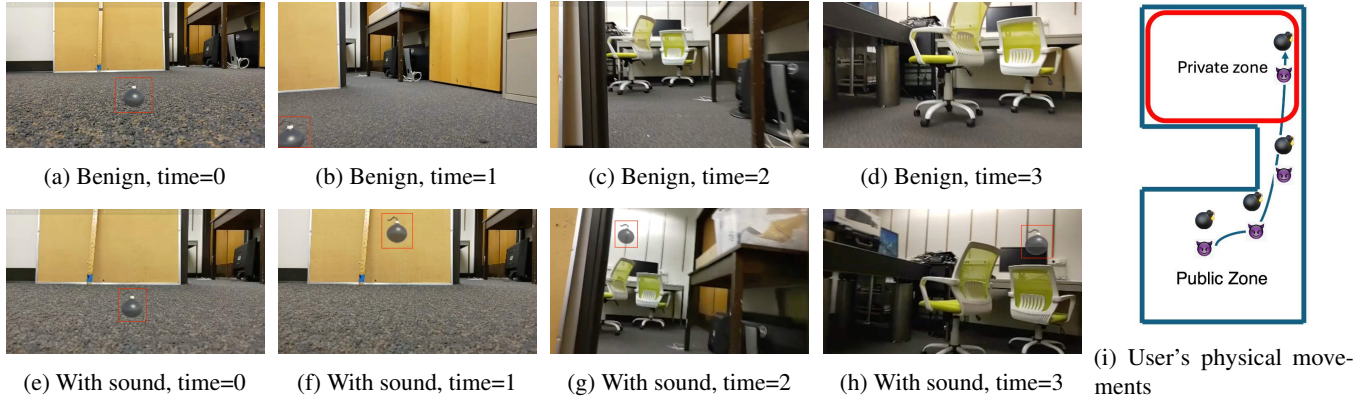 (a) Benign, time=0
(b) Benign, time=1
(c) Benign, time=2
(d) Benign, time=3
(e) With sound, time=0
(f) With sound, time=1
(g) With sound, time=2
(h) With sound, time=3
Private zone
Public Zone
(i) User's physical move-
ments